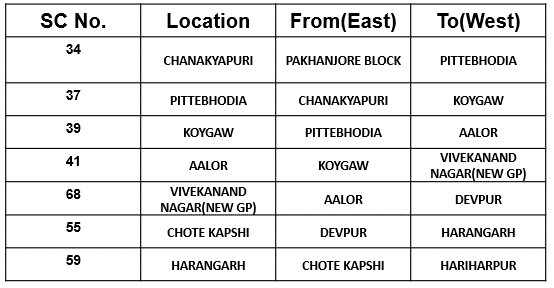 SC No. Location From(East) To(West)
34 CHANAKYAPURI PAKHANJORE BLOCK PITTEBHODIA
37 PITTEBHODIA CHANAKYAPURI KOYGAW
39 KOYGAW PITTEBHODIA AALOR
41 AALOR KOYGAW VIVEKANAND
NAGAR(NEW GP)
68 VIVEKANAND
NAGAR(NEW GP) AALOR DEVPUR
55 CHOTE KAPSHI DEVPUR HARANGARH
59 HARANGARH CHOTE KAPSHI HARIHARPUR